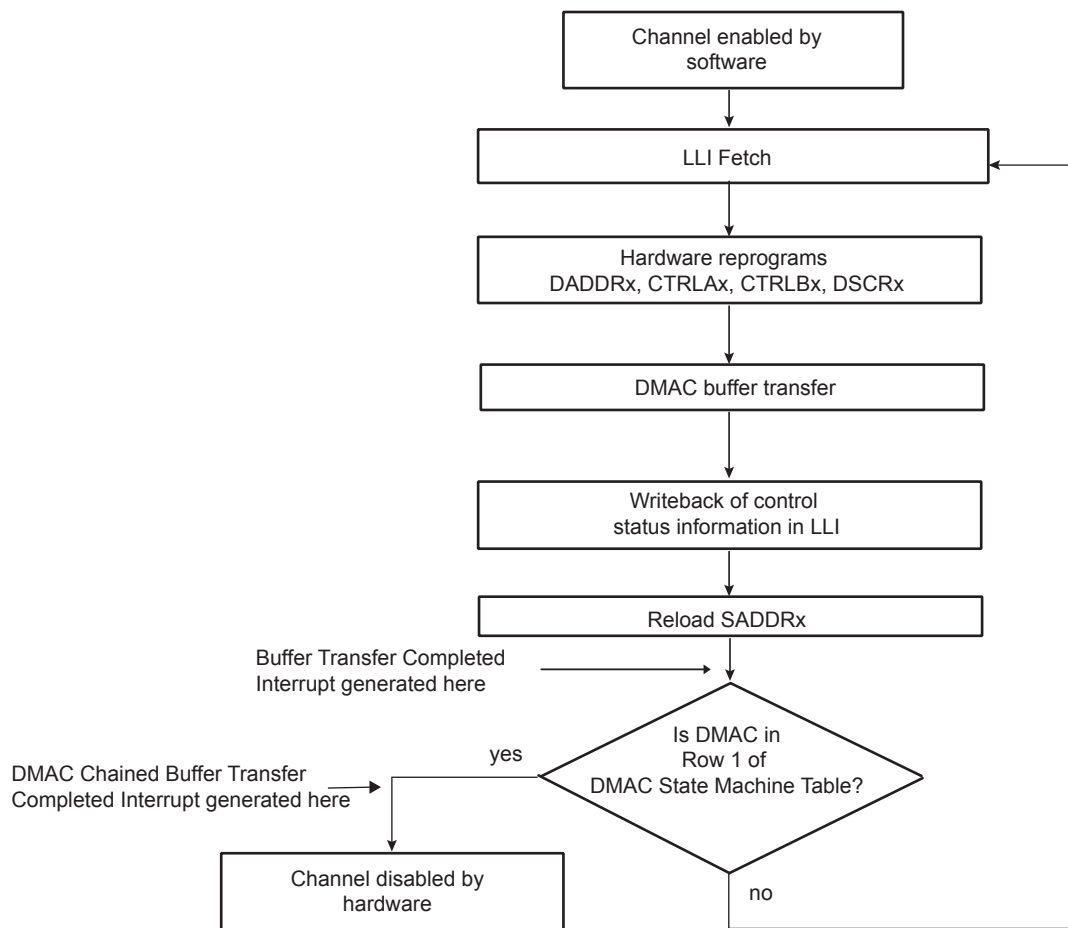 Channel enabled by
software
LLI Fetch
Hardware reprograms
DADDRx, CTRLAx, CTRLBx, DSCRx
DMAC buffer transfer
Writeback of control
status information in LLI
Reload SADDRx
Buffer Transfer Completed
Interrupt generated here
Is DMAC in
Row 1 of
DMAC State Machine Table?
yes
DMAC Chained Buffer Transfer
Completed Interrupt generated here
Channel disabled by
hardware
no